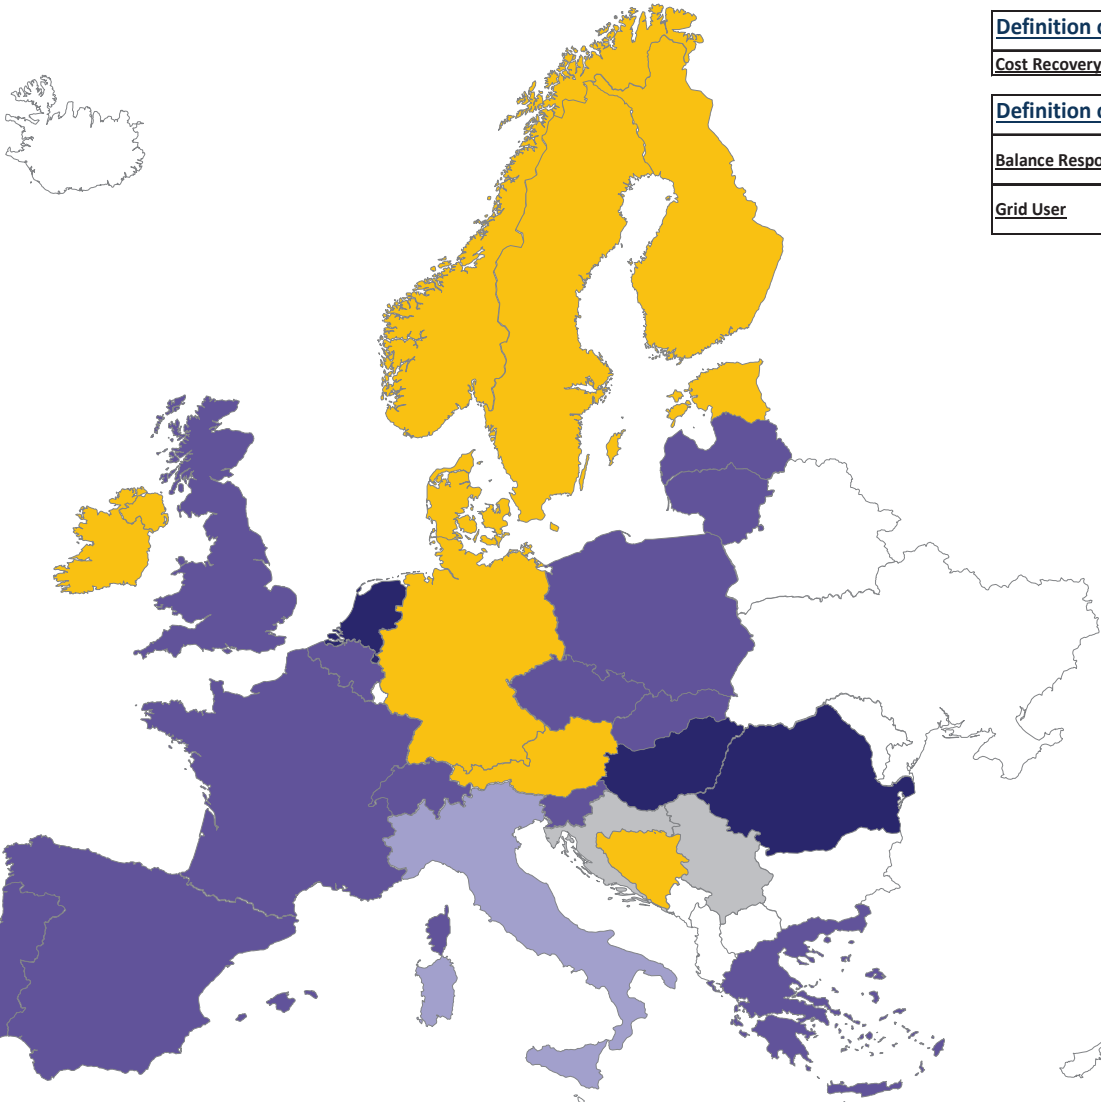 Definition o
Cost Recovery
Definition o
Balance Respo
Grid User